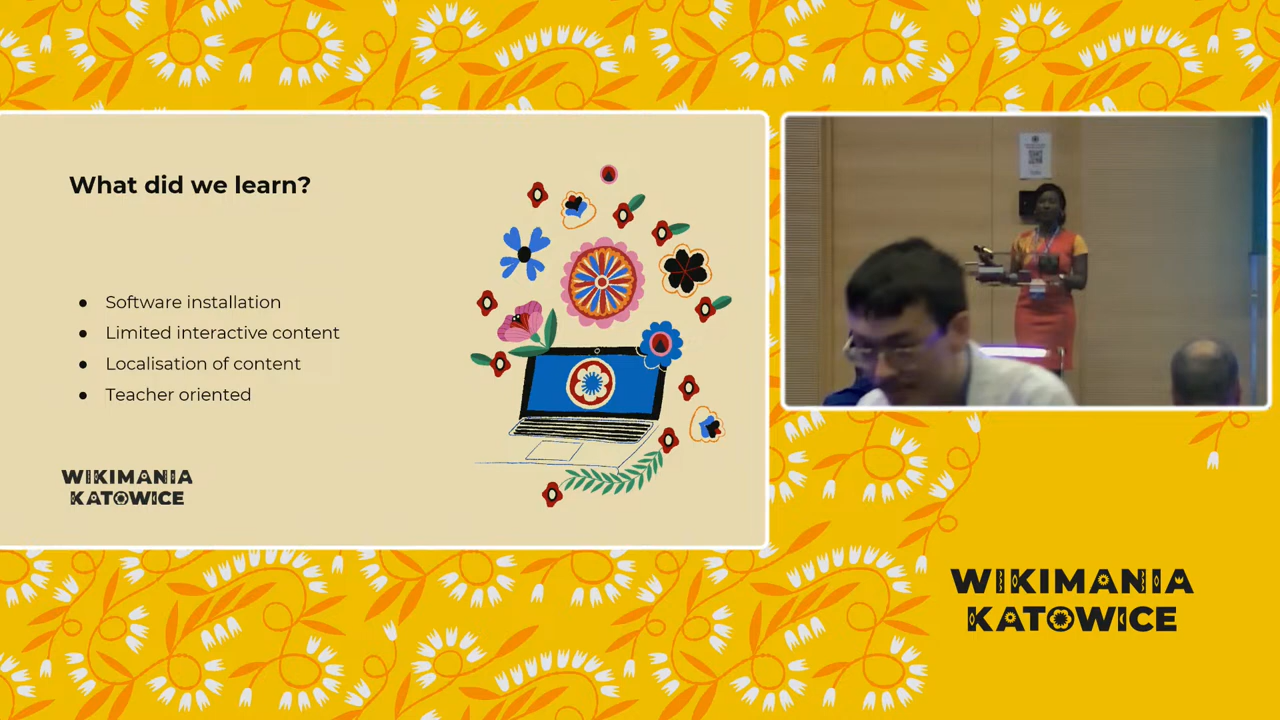 What did we learn?
● Software installation
● Limited interactive content
● Localisation of content
● Teacher oriented
WIKIMANIA
KATOWICE
WIKIMANIA
KATOWICE